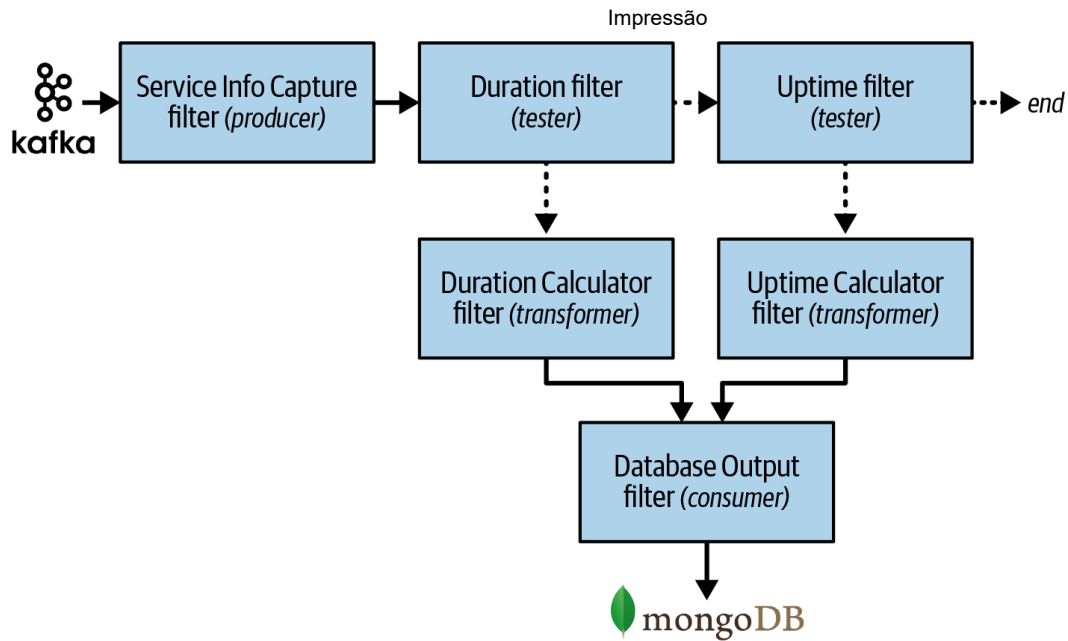 Impressão
kafka
Service Info Capture
filter (producer)
Duration filter
(tester)
Uptime filter
(tester)
end
Duration Calculator
filter (transformer)
Uptime Calculator
filter (transformer)
Database Output
filter (consumer)
mongoDB